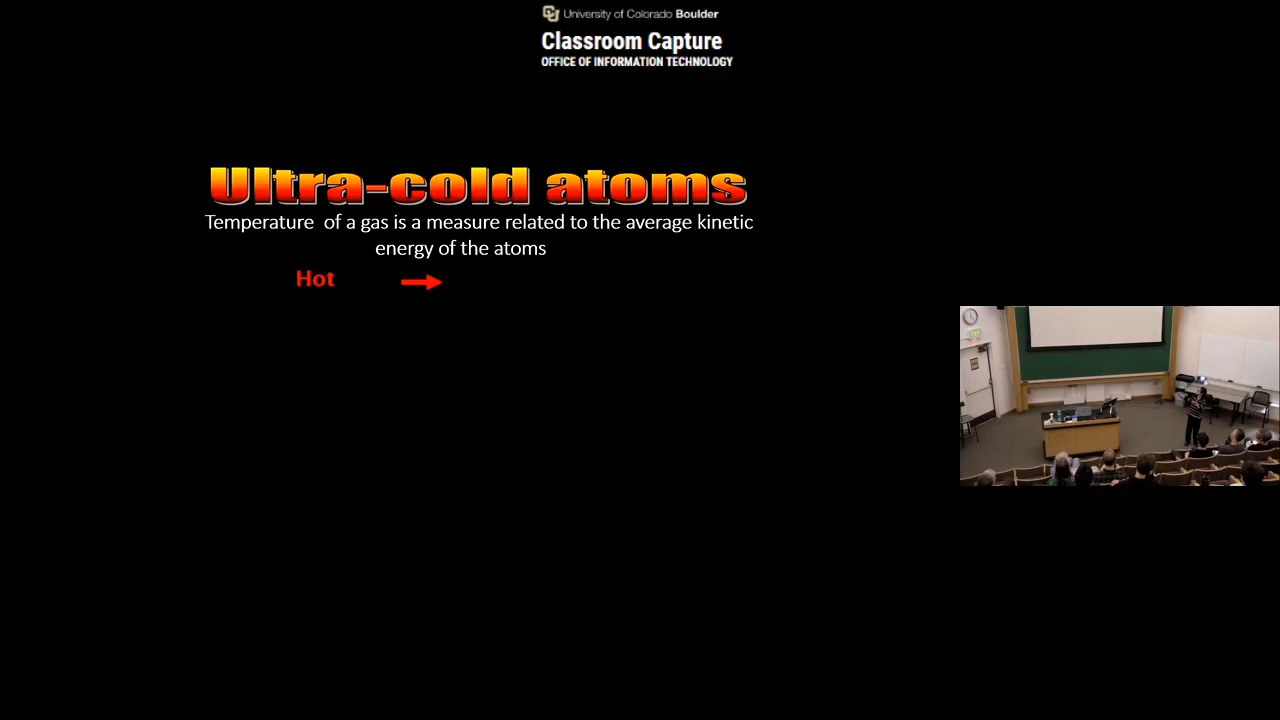 University of Colorado Boulder
Classroom Capture
OFFICE OF INFORMATION TECHNOLOGY
Ultra-cold atoms
Temperature of a gas is a measure related to the average kinetic
energy of the atoms
Hot